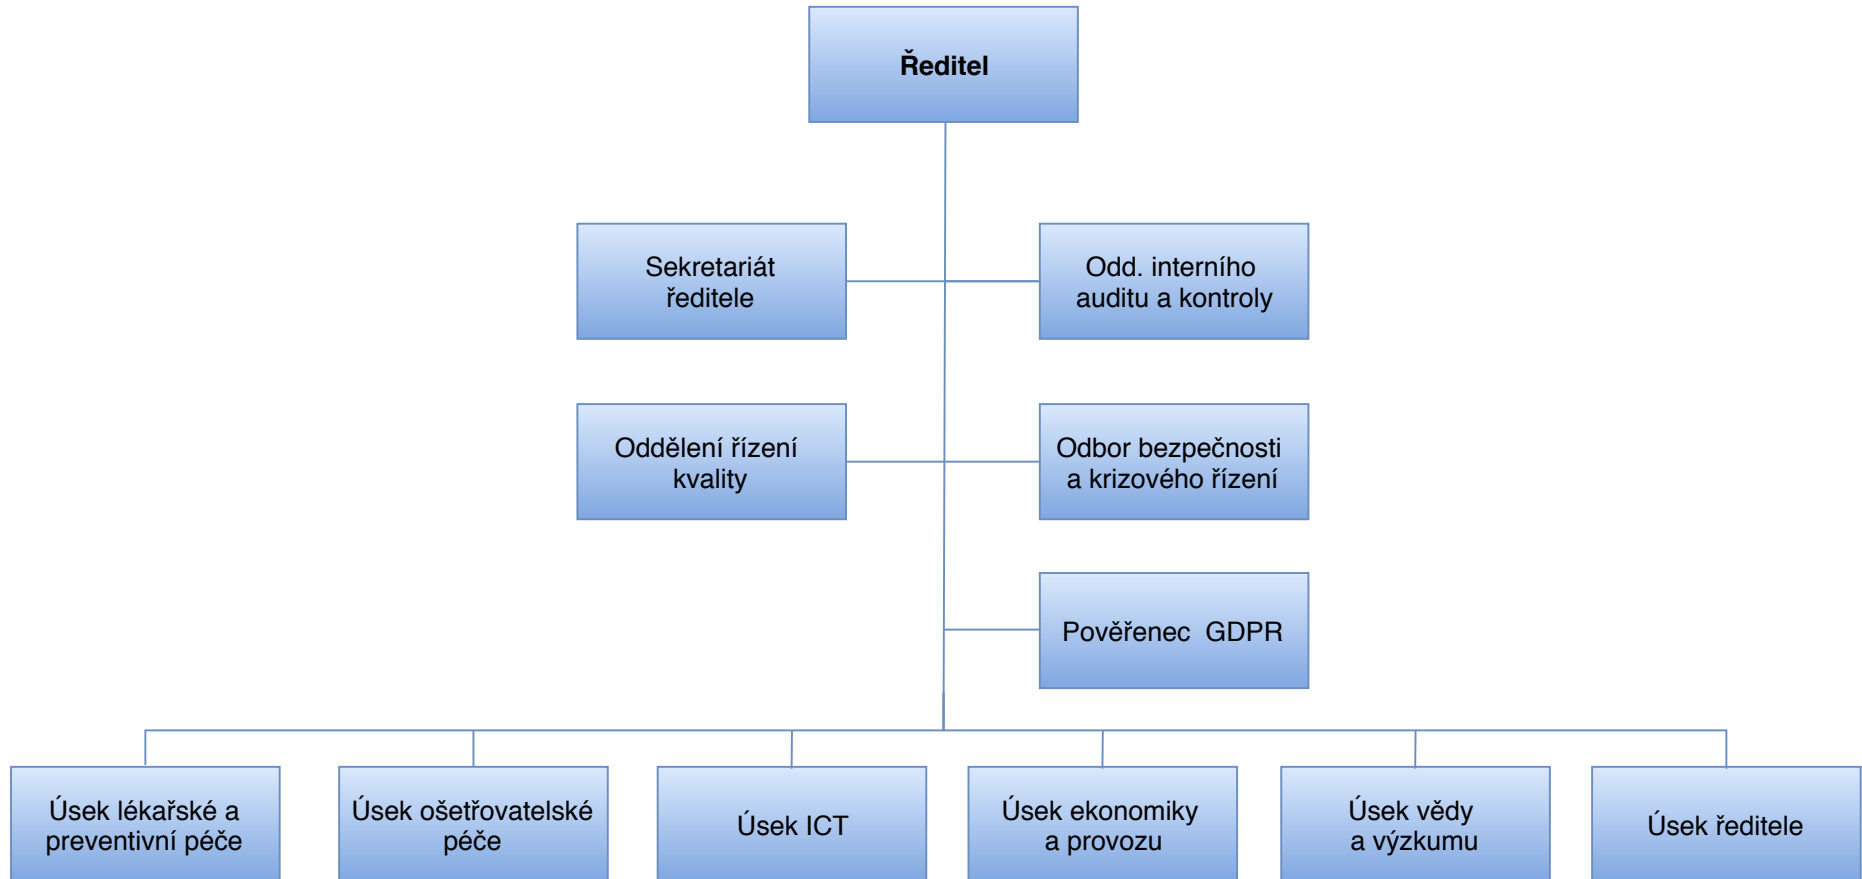 Ředitel
Sekretariát
ředitele
Odd. interního
auditu a kontroly
Oddělení řízení
kvality
Odbor bezpečnosti
a krizového řízení
Pověřenec  GDPR
Úsek lékařské a
preventivní péče
Úsek ošetřovatelské
péče
Úsek ICT
Úsek ekonomiky
a provozu
Úsek vědy
a výzkumu
Úsek ředitele